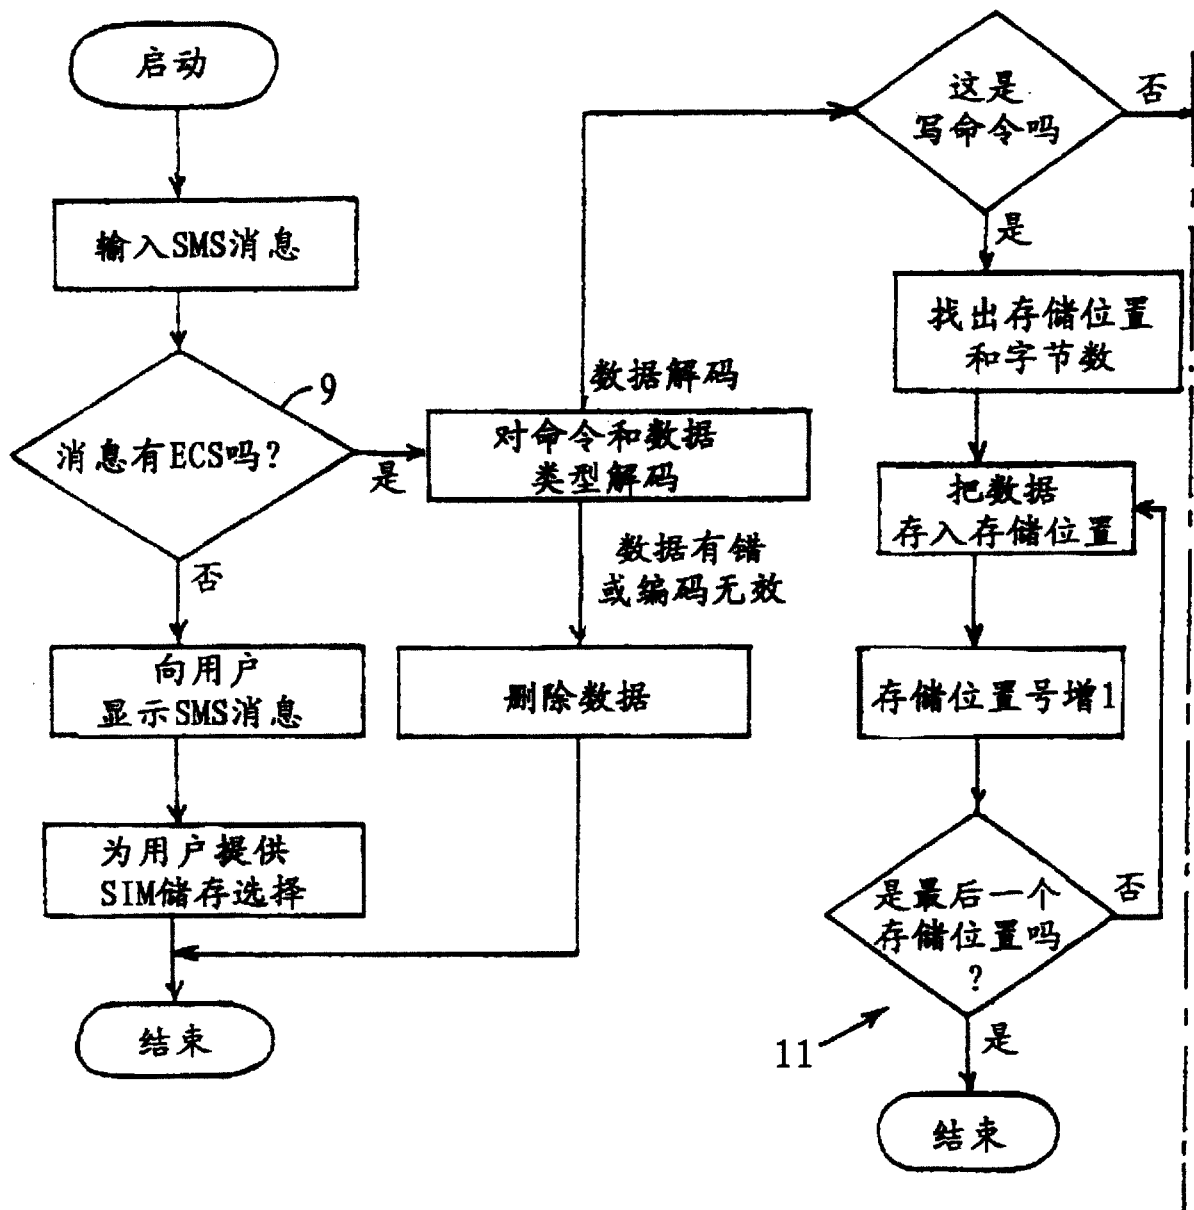 启动
输入SMS消息
9
消息有ECS吗?
是
否
向用户
显示SMS消息
为用户提供
SIM储存选择
结束
数据解码
对命令和数据
类型解码
数据有错
或编码无效
删除数据
这是
写命令吗
否
是
找出存储位置
和字节数
把数据
存入存储位置
存储位置号增1
是最后一个
存储位置吗
?
否
11
是
结束